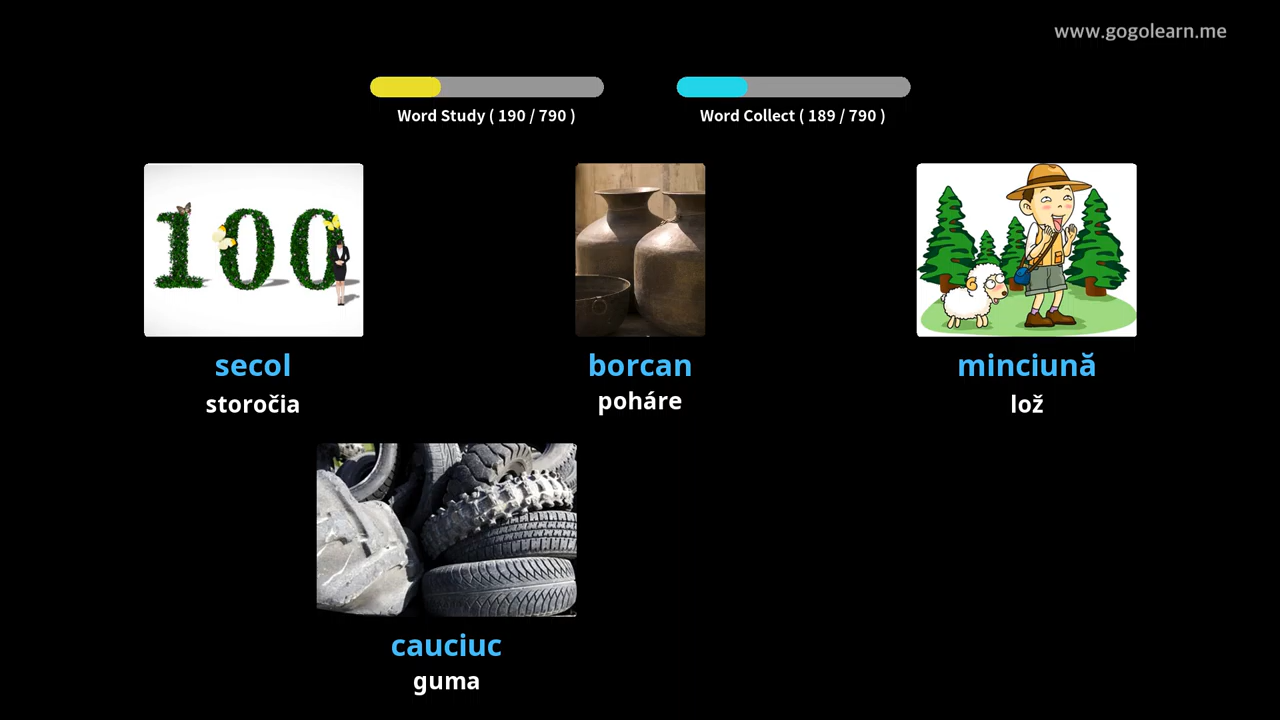 www.gogolearn.me
Word Study ( 190 / 790 )
Word Collect ( 189 / 790 )
100
secol
borcan
minciună
storočia
poháre
lož
cauciuc
guma